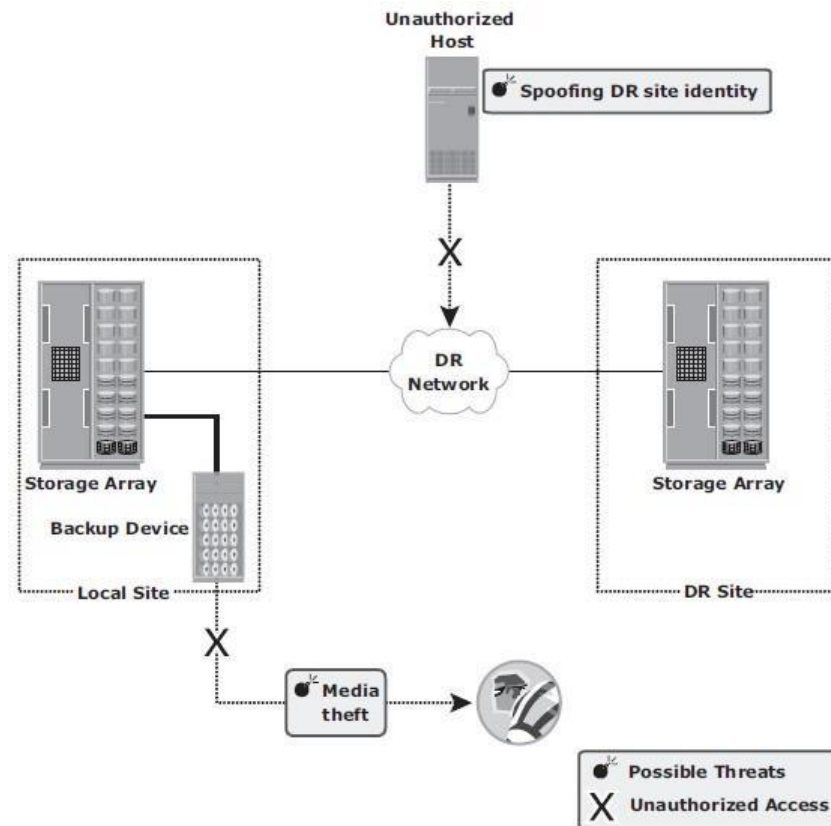 Unauthorized
Host
Spoofing DR site identity
X
DR
Network
Storage Array
Storage Array
Backup Device
Local Site
DR Site
X
Media
theft
Possible Threats
X Unauthorized Access